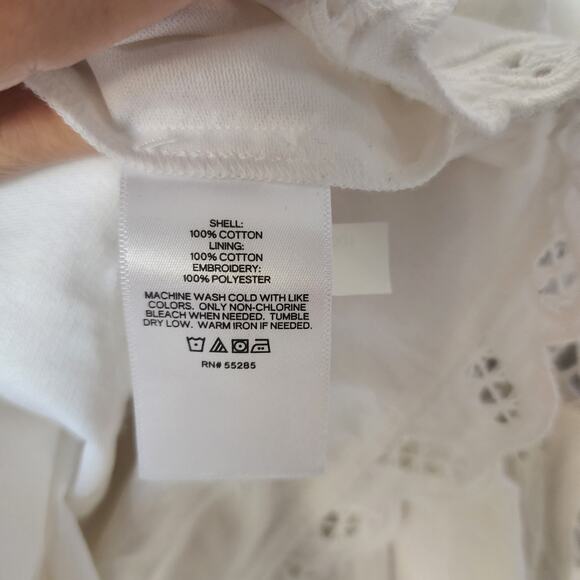 SHELL:
100% COTTON
LINING:
100% COTTON
EMBROIDERY:
100% POLYESTER
MACHINE WASH COLD WITH LIKE
COLORS. ONLY NON-CHLORINE
BLEACH WHEN NEEDED. TUMBLE
DRY LOW. WARM IRON IF NEEDED.
RN# 55285